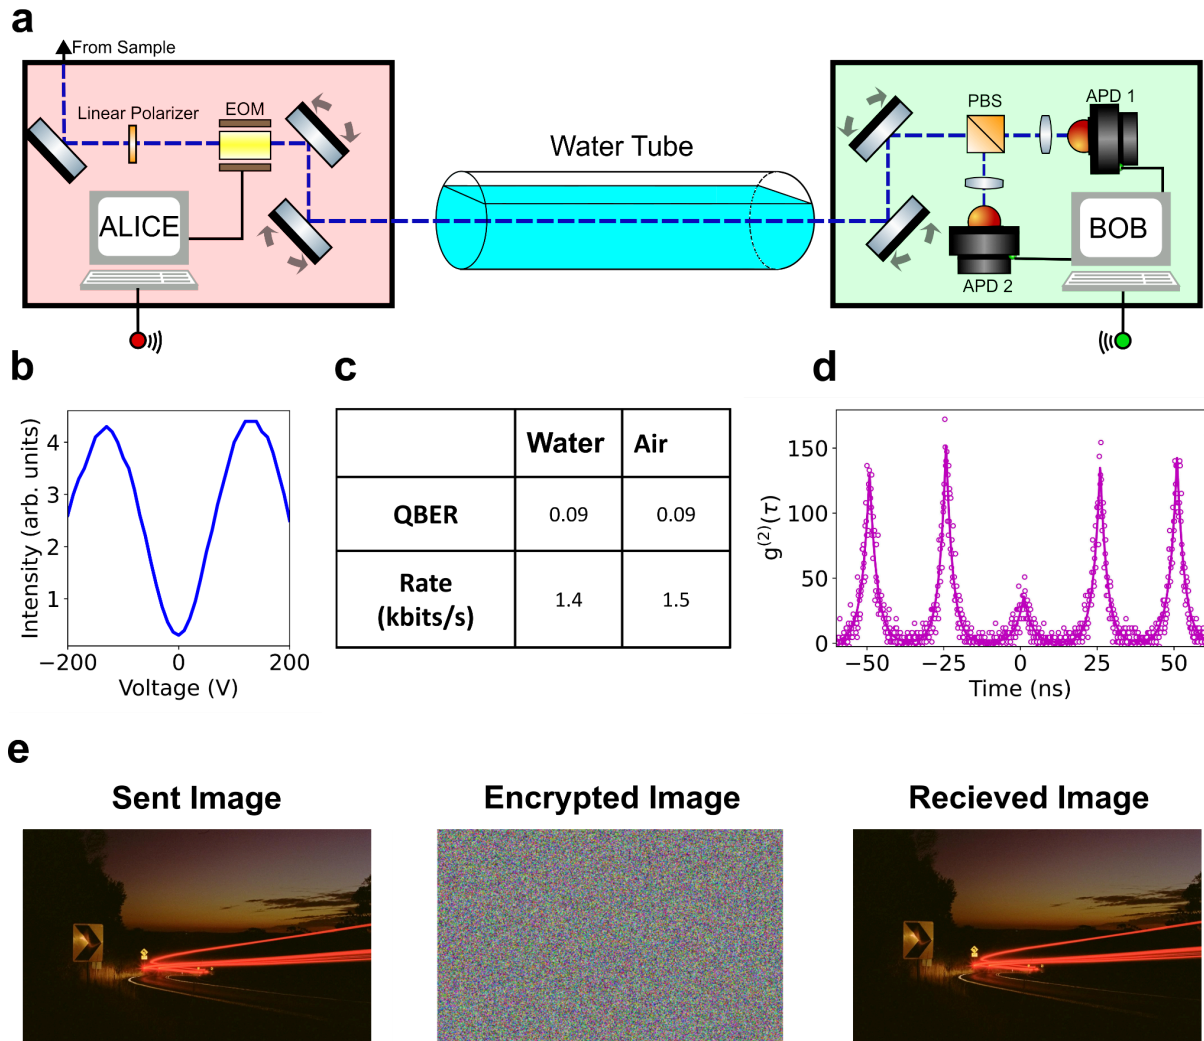 a
From Sample
Linear Polarizer
EOM
ALICE
Water Tube
PBS
APD 1
APD 2
BOB
b
Intensity (arb. units)
4
3
2
1
−200
0
200
Voltage (V)
c
Water
Air
QBER
0.09
0.09
Rate
(kbits/s)
1.4
1.5
d
g(2)(τ)
150
100
50
0
−50
−25
0
25
50
Time (ns)
e
Sent Image
Encrypted Image
Recieved Image